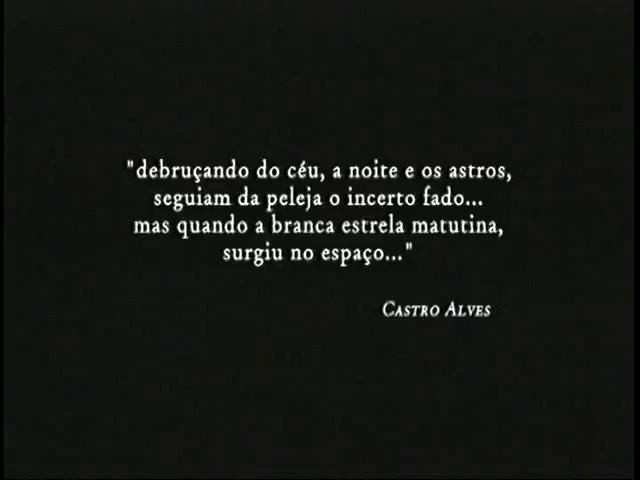 "debruçando do céu, a noite e os astros,
seguiam da peleja o incerto fado...
mas quando a branca estrela matutina,
surgiu no espaço..."
Castro Alves